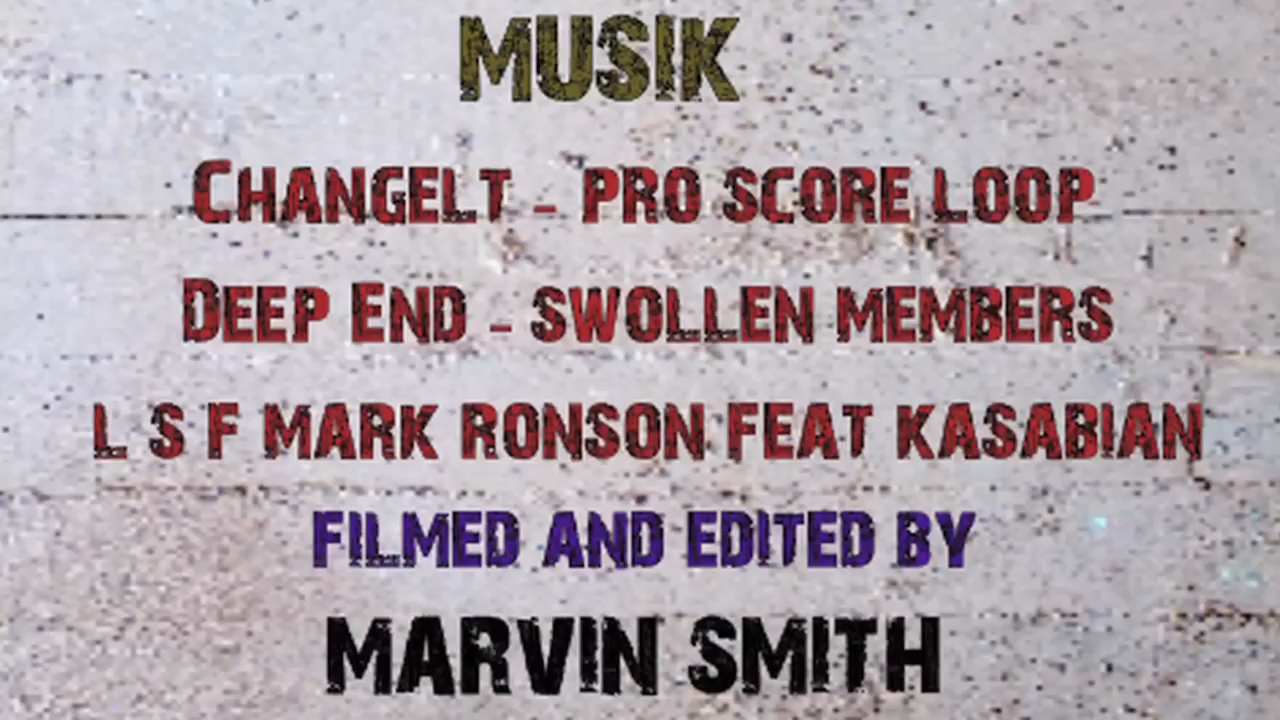 MUSIK
CHANGELT - PRO SCORE LOOP
DEEP END - SWOLLEN MEMBERS
L S F MARK RONSON FEAT KASABIAN
FILMED AND EDITED BY
MARVIN SMITH